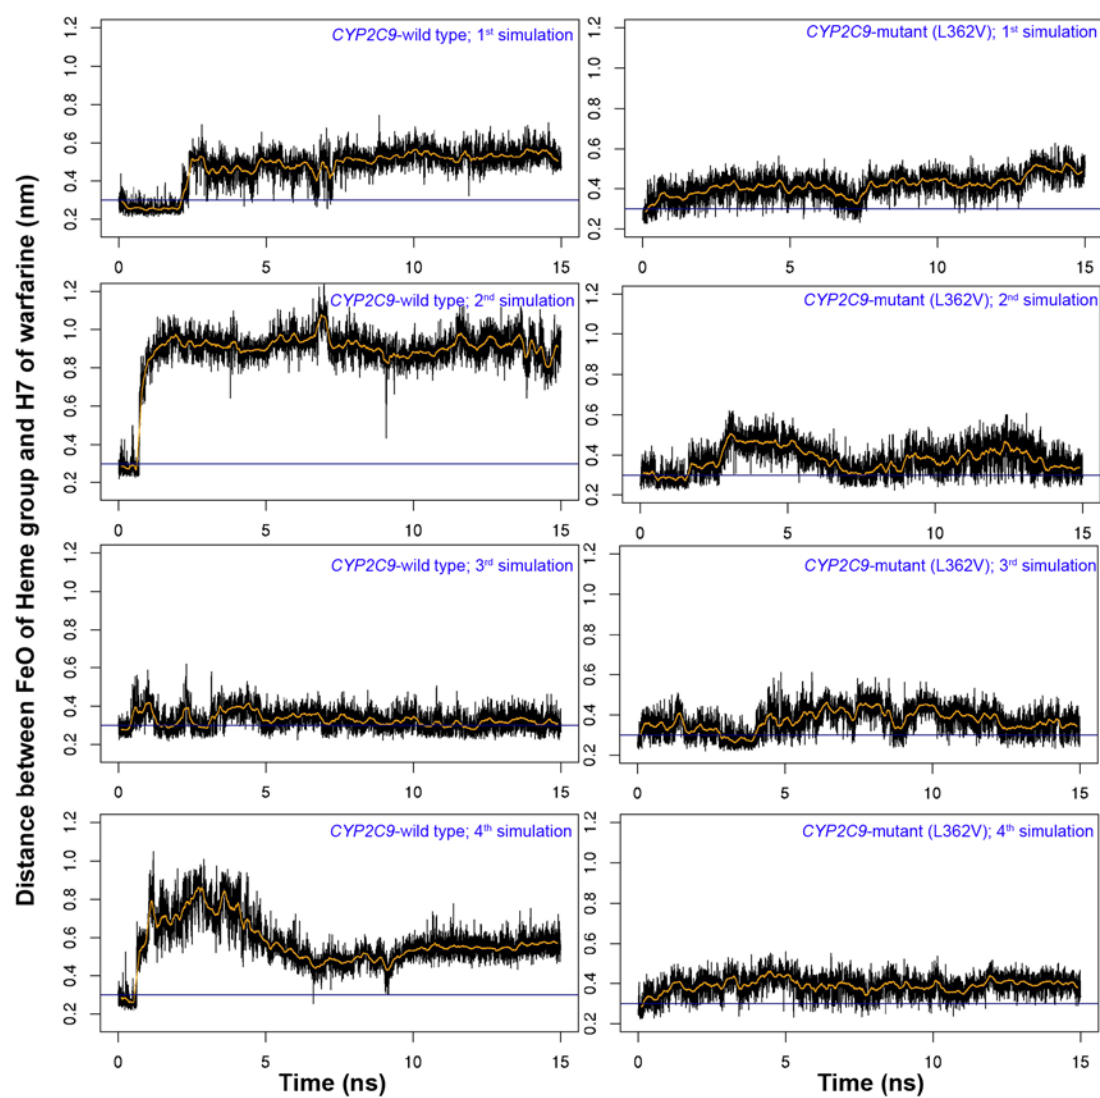 Distance between FeO of Heme group and H7 of warfarine (nm)
CYP2C9-wild type; 1st simulation
1.2
1.0
0.8
0.6
0.4
0.2
0 5 10 15
CYP2C9-mutant (L362V); 1st simulation
1.2
1.0
0.8
0.6
0.4
0.2
0 5 10 15
CYP2C9-wild type; 2nd simulation
1.2
1.0
0.8
0.6
0.4
0.2
0 5 10 15
CYP2C9-mutant (L362V); 2nd simulation
1.2
1.0
0.8
0.6
0.4
0.2
0 5 10 15
CYP2C9-wild type; 3rd simulation
1.2
1.0
0.8
0.6
0.4
0.2
0 5 10 15
CYP2C9-mutant (L362V); 3rd simulation
1.2
1.0
0.8
0.6
0.4
0.2
0 5 10 15
CYP2C9-wild type; 4th simulation
1.2
1.0
0.8
0.6
0.4
0.2
0 5 10 15
Time (ns)
CYP2C9-mutant (L362V); 4th simulation
1.2
1.0
0.8
0.6
0.4
0.2
0 5 10 15
Time (ns)